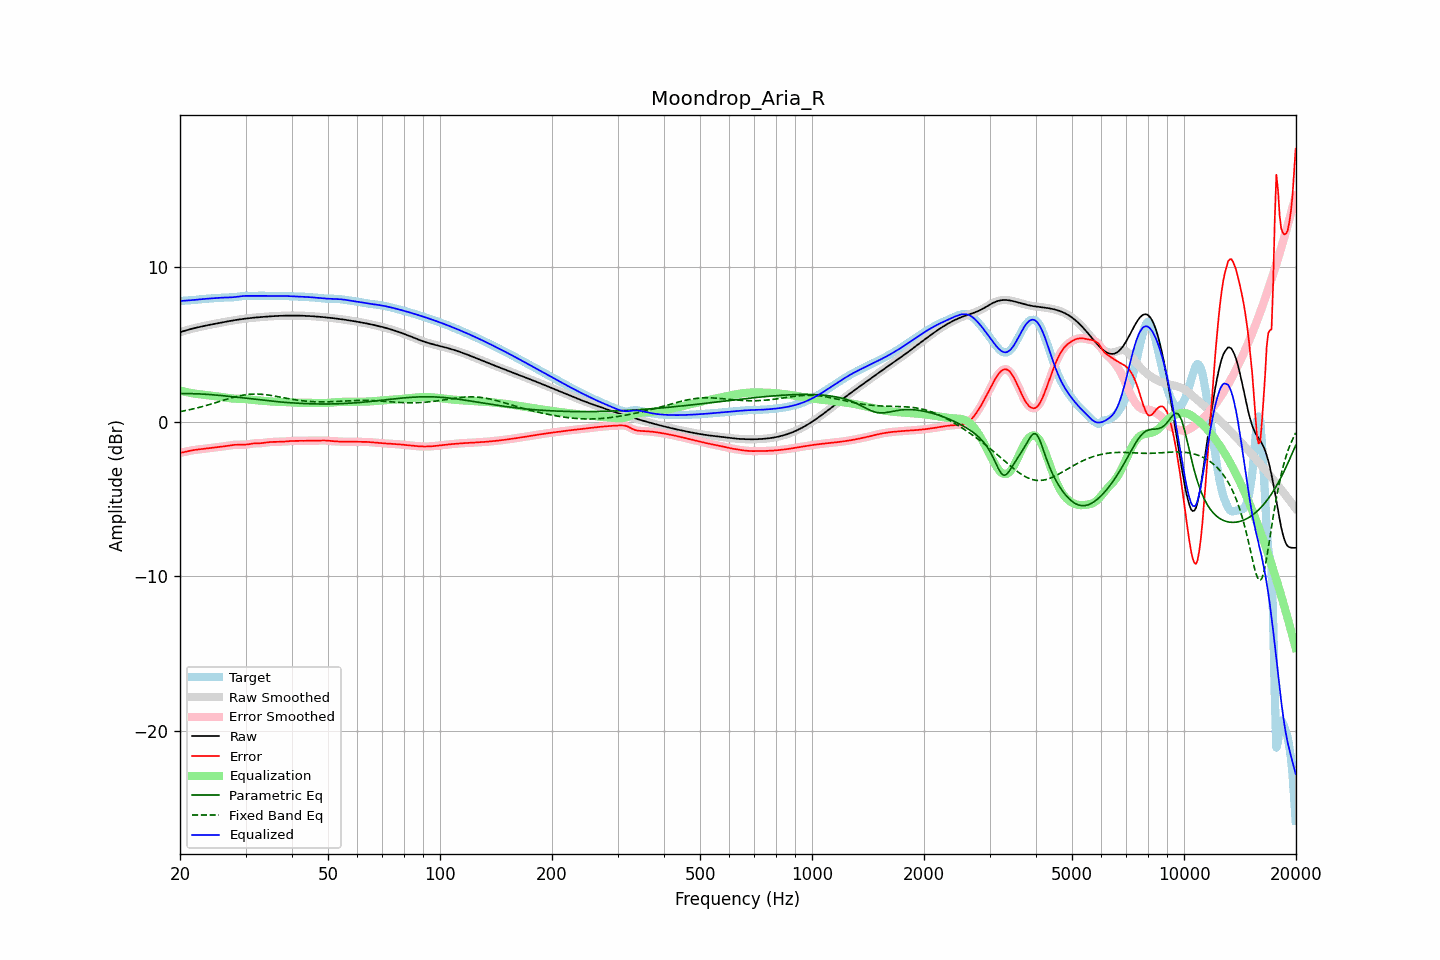 Moondrop_Aria_R
Amplitude (dBr)
10
0
−10
−20
Target
Raw Smoothed
Error Smoothed
Raw
Error
Equalization
Parametric Eq
Fixed Band Eq
Equalized
20 50 100 200 500 1000 2000 5000 10000 20000
Frequency (Hz)